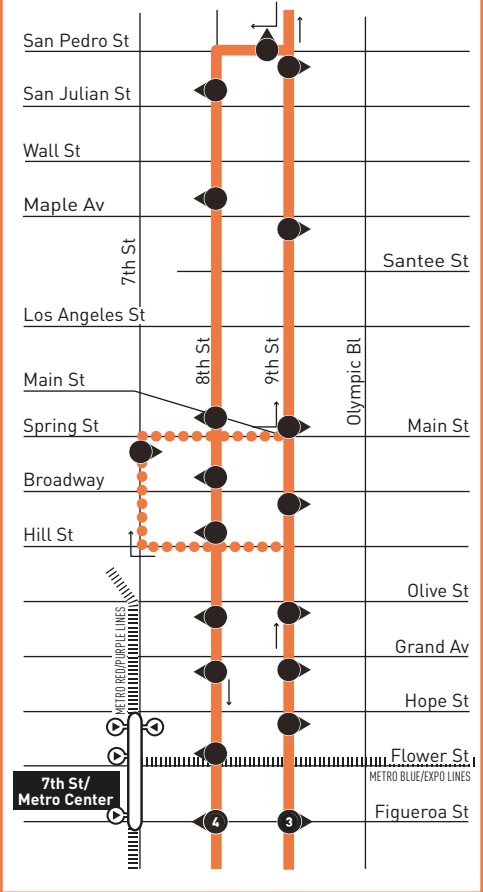 San Pedro St
San Julian St
Wall St
Maple Av
7th St
Santee St
Los Angeles St
8th St
9th St
Olympic Bl
Main St
Spring St
Main St
Broadway
Hill St
Olive St
METRO RED/PURPLE LINES
Grand Av
Hope St
Flower St
METRO BLUE/EXPO LINES
7th St/
Metro Center
4
3
Figueroa St